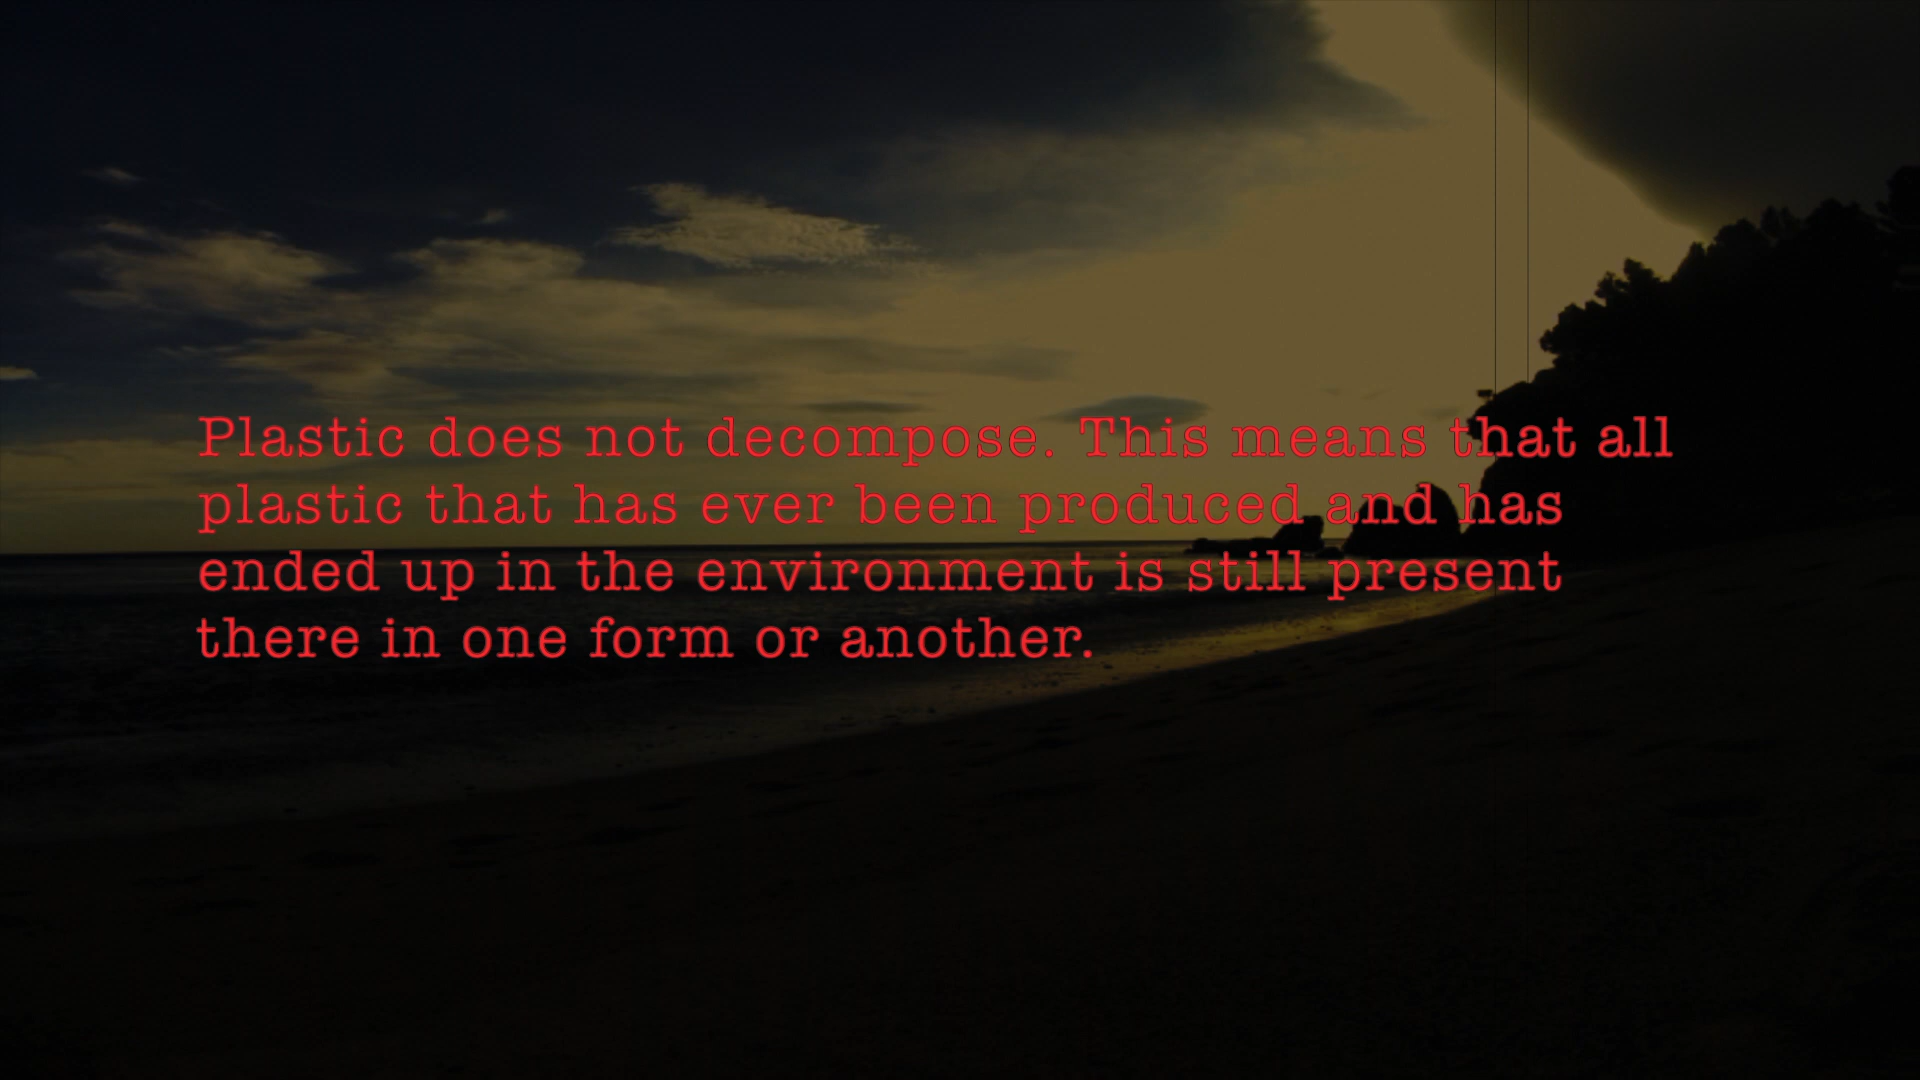 Plastic does not decompose. This means that all
plastic that has ever been produced and has
ended up in the environment is still present
there in one form or another.